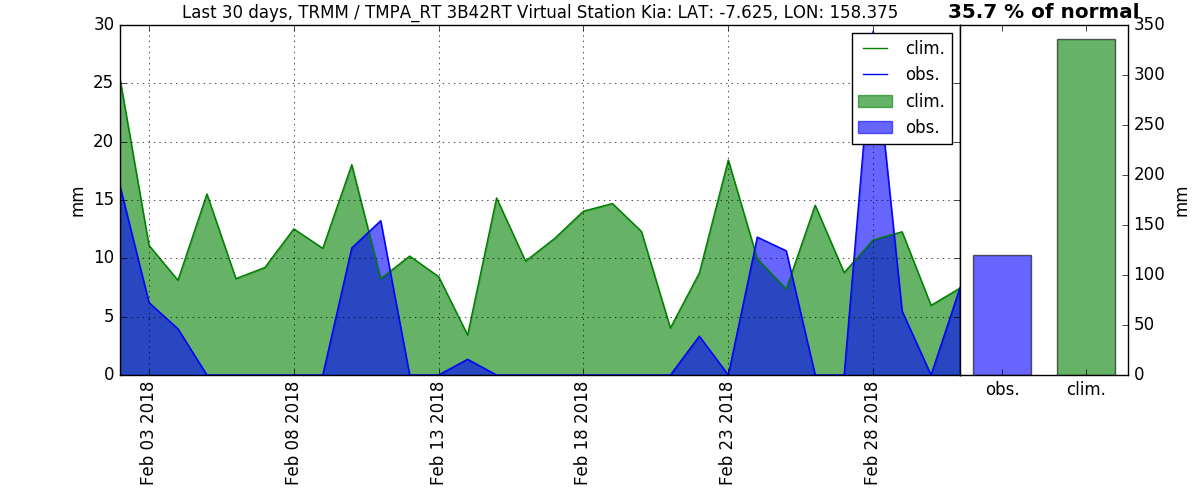 Last 30 days, TRMM / TMPA_RT 3B42RT Virtual Station Kia: LAT: -7.625, LON: 158.375
35.7 % of normal
30
25
20
15
10
5
0
mm
clim.
obs.
clim.
obs.
Feb 03 2018
Feb 08 2018
Feb 13 2018
Feb 18 2018
Feb 23 2018
Feb 28 2018
350
300
250
200
150
100
50
0
mm
obs.
clim.